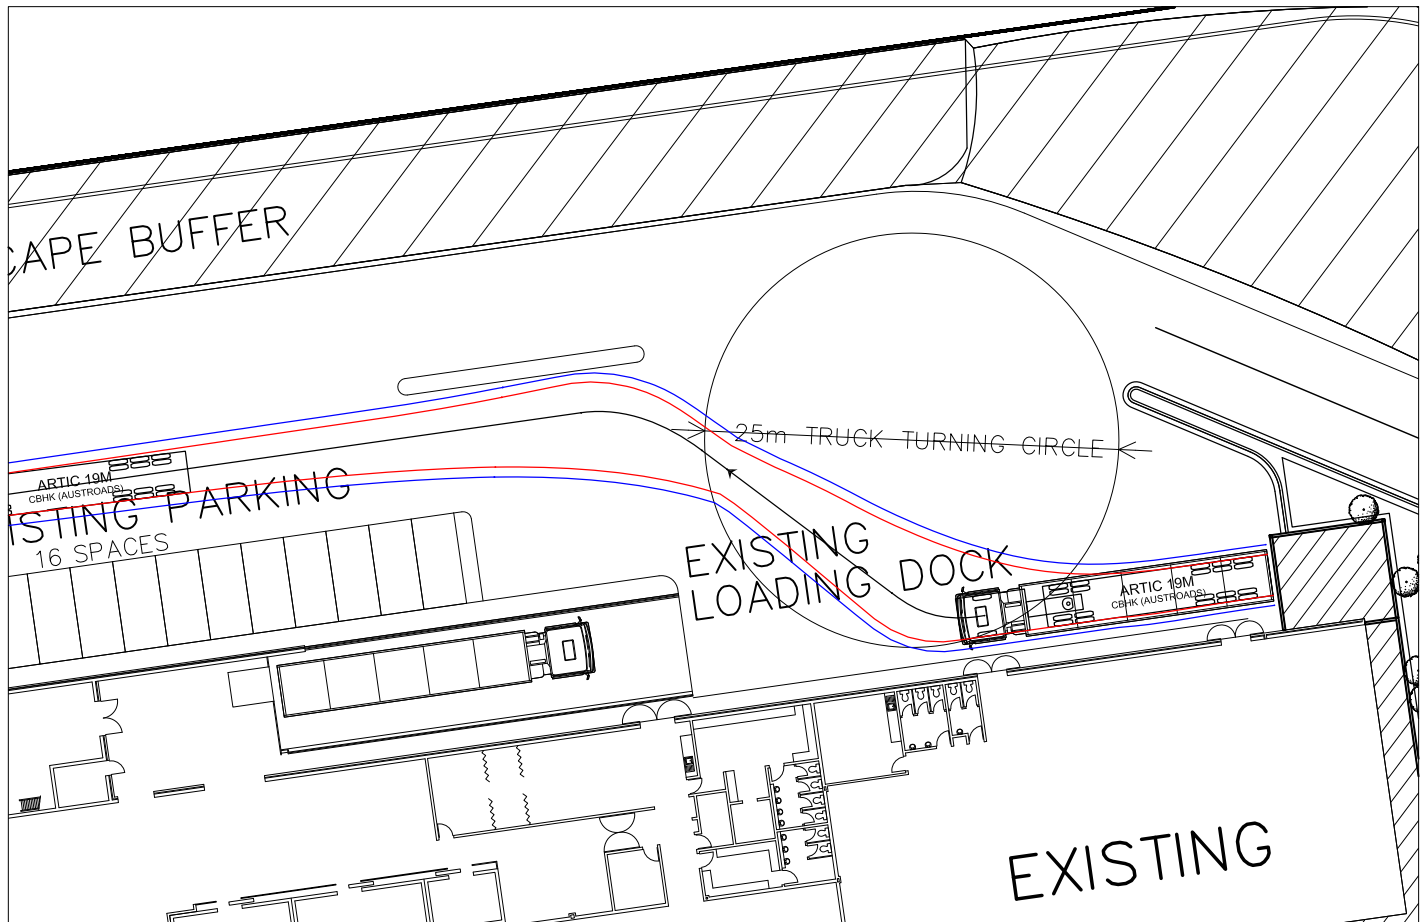 CAPE BUFFER
25m TRUCK TURNING CIRCLE
ARTIC 19M
CBHK (AUSTROADS)
ISTING PARKING
16 SPACES
EXISTING
LOADING DOCK
ARTIC 19M
CBHK (AUSTROADS)
EXISTING